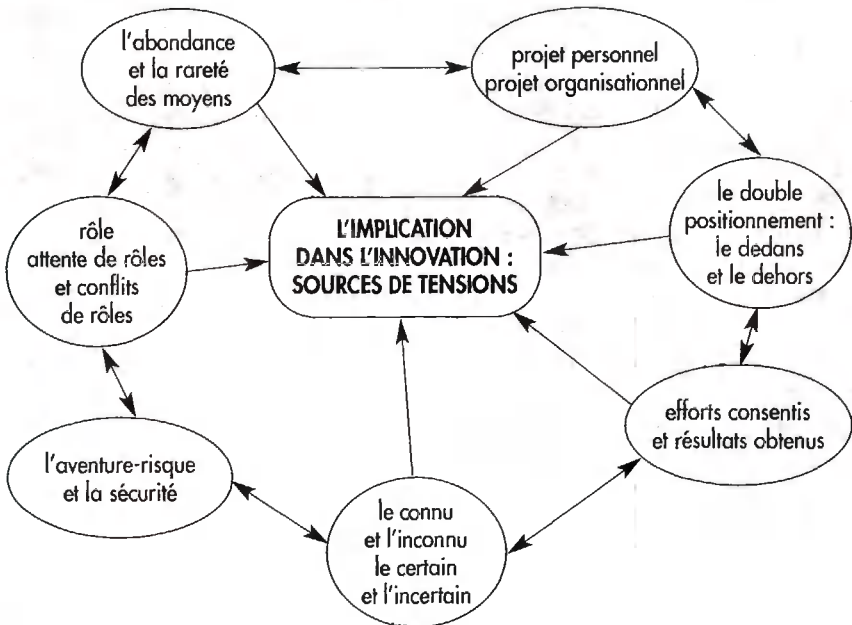 l'abondance
et la rareté
des moyens
projet personnel
projet organisationnel
le double
positionnement :
le dedans
et le dehors
efforts consentis
et résultats obtenus
le connu
et l'inconnu
le certain
et l'incertain
l'aventure-risque
et la sécurité
rôle
attente de rôles
et conflits
de rôles
L'IMPLICATION
DANS L'INNOVATION :
SOURCES DE TENSIONS